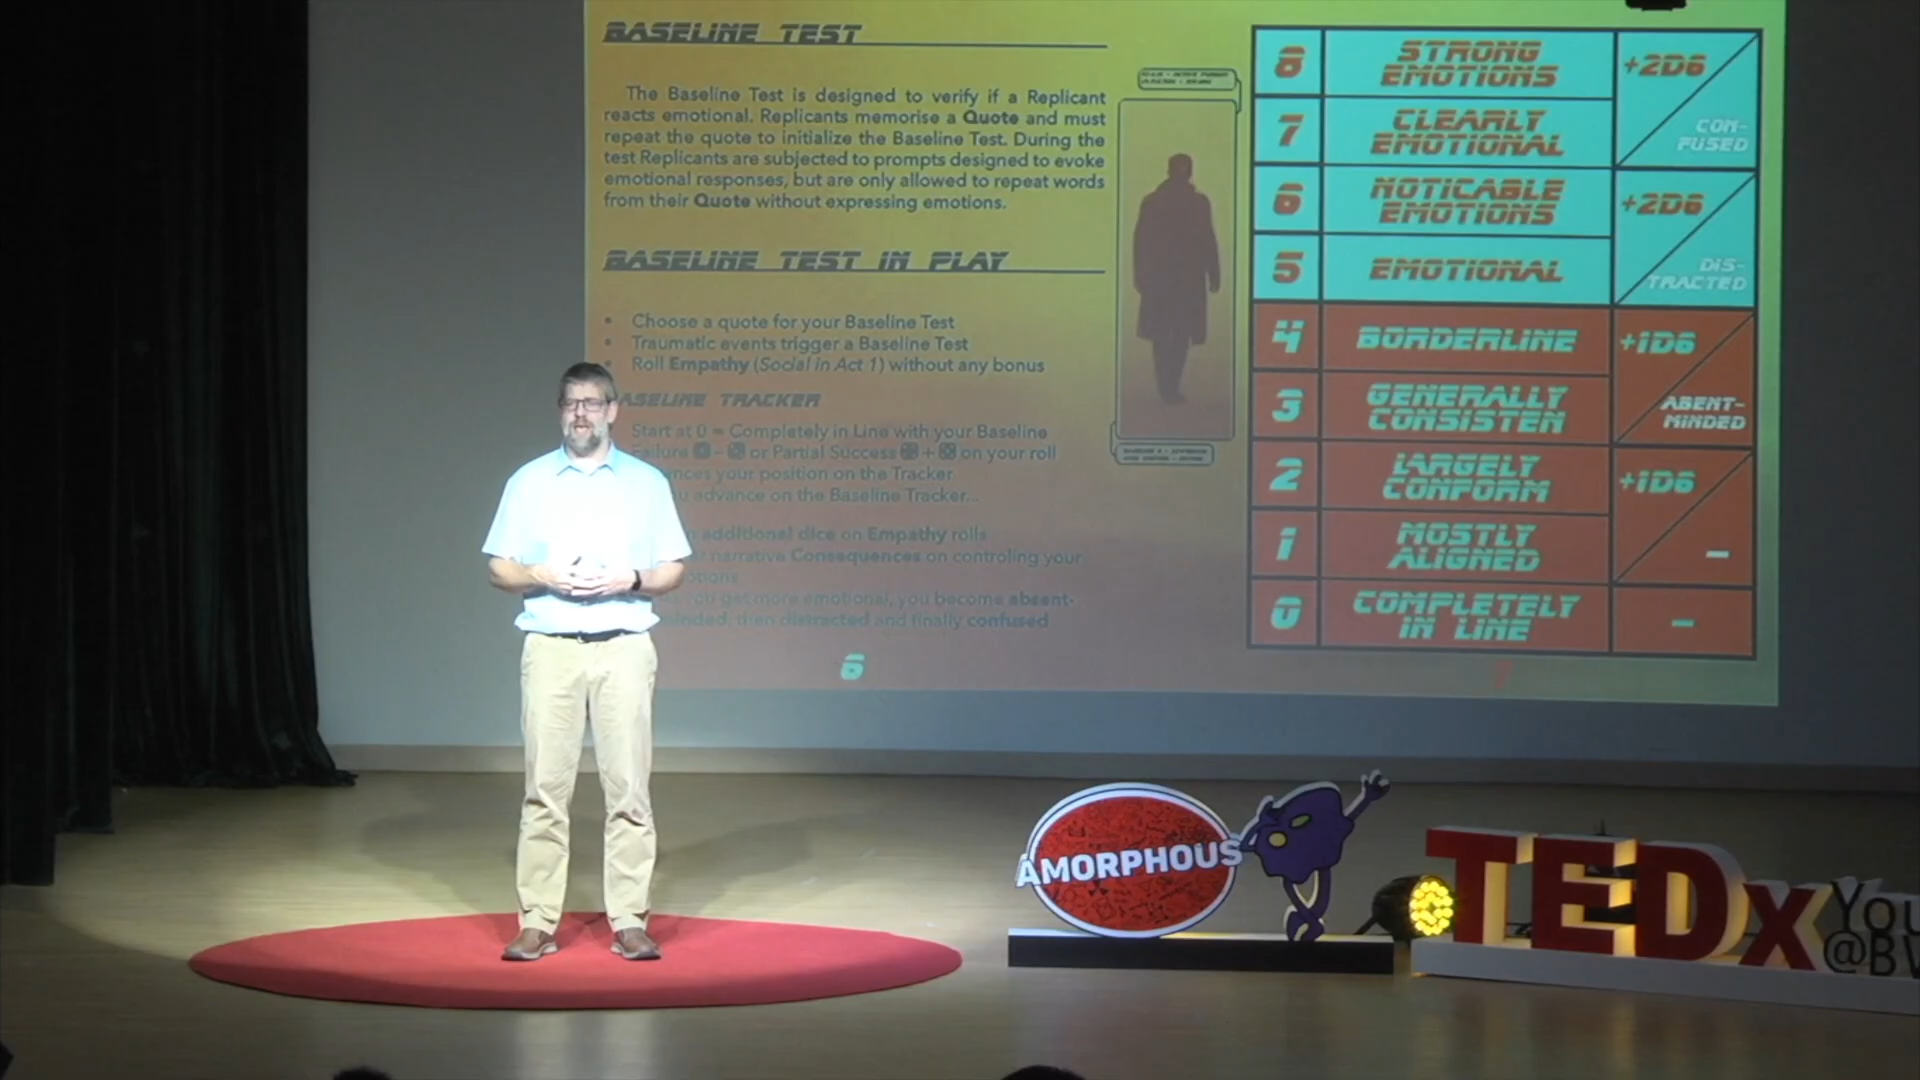 BASELINE TEST
The Baseline Test is designed to verify if a Replicant
reacts emotional. Replicants memorise a Quote and must
repeat the quote to initialize the Baseline Test. During the
test Replicants are subjected to prompts designed to evoke
emotional responses, but are only allowed to repeat words
from their Quote without expressing emotions.
BASELINE TEST IN PLAY
• Choose a quote for your Baseline Test
• Traumatic events trigger a Baseline Test
• Roll Empathy (Social in Act 1) without any bonus
ASELINE TRACKER
Start at 0 = Completely in Line with your Baseline
Failure - or Partial Success + on your roll
nces your position on the Tracker
u advance on the Baseline Tracker...
additional dice on Empathy rolls
narrative Consequences on controling your
otions
get more emotional, you become absent-
minded, then distracted and finally confused
6
8 STRONG EMOTIONS +2D6
7 CLEARLY EMOTIONAL CON-
FUSED
6 NOTICABLE EMOTIONS +2D6
5 EMOTIONAL DIS-
TRACTED
4 BORDERLINE +1D6
3 GENERALLY CONSISTEN ABENT-
MINDED
2 LARGELY CONFORM +1D6
1 MOSTLY ALIGNED –
0 COMPLETELY IN LINE –
7
AMORPHOUS
TEDx
You
@BV